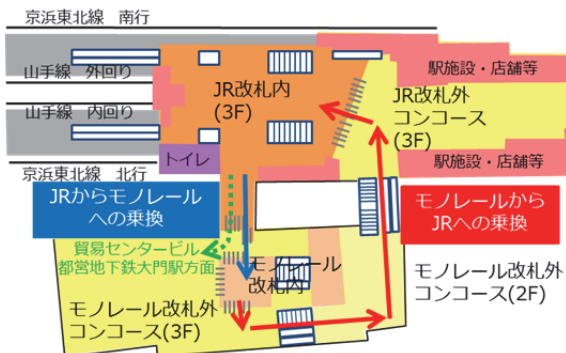 京浜東北線 南行
山手線 外回り
山手線 内回り
京浜東北線 北行
JR改札内
(3F)
JR改札外
コンコース
(3F)
駅施設・店舗等
駅施設・店舗等
トイレ
JRからモノレール
への乗換
モノレールから
JRへの乗換
貿易センタービル
都営地下鉄大門駅方面
モノレール
改札内
モノレール改札外
コンコース(3F)
モノレール改札外
コンコース(2F)